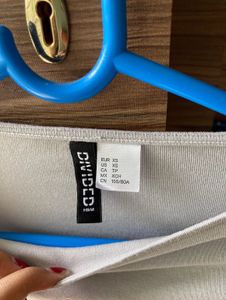 DIVIDED
H&M
EUR XS
US XS
CA TP
MX XCH
CN 155/80A